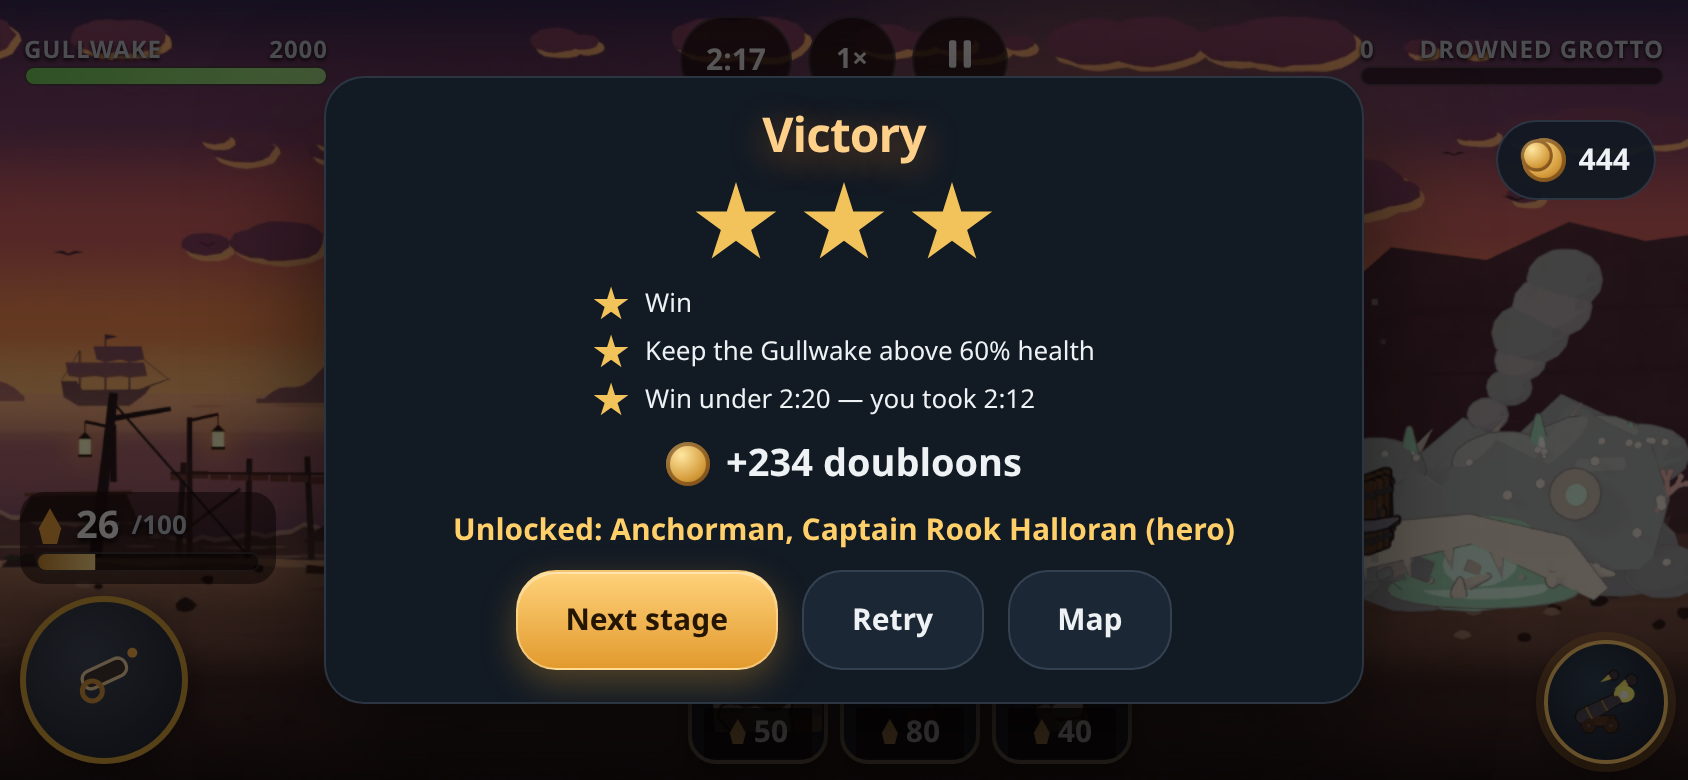 GULLWAKE 2000
2:17 1×
0 DROWNED GROTTO
444
Victory
Win
Keep the Gullwake above 60% health
Win under 2:20 — you took 2:12
+234 doubloons
Unlocked: Anchorman, Captain Rook Halloran (hero)
Next stage Retry Map
26 /100
50 80 40